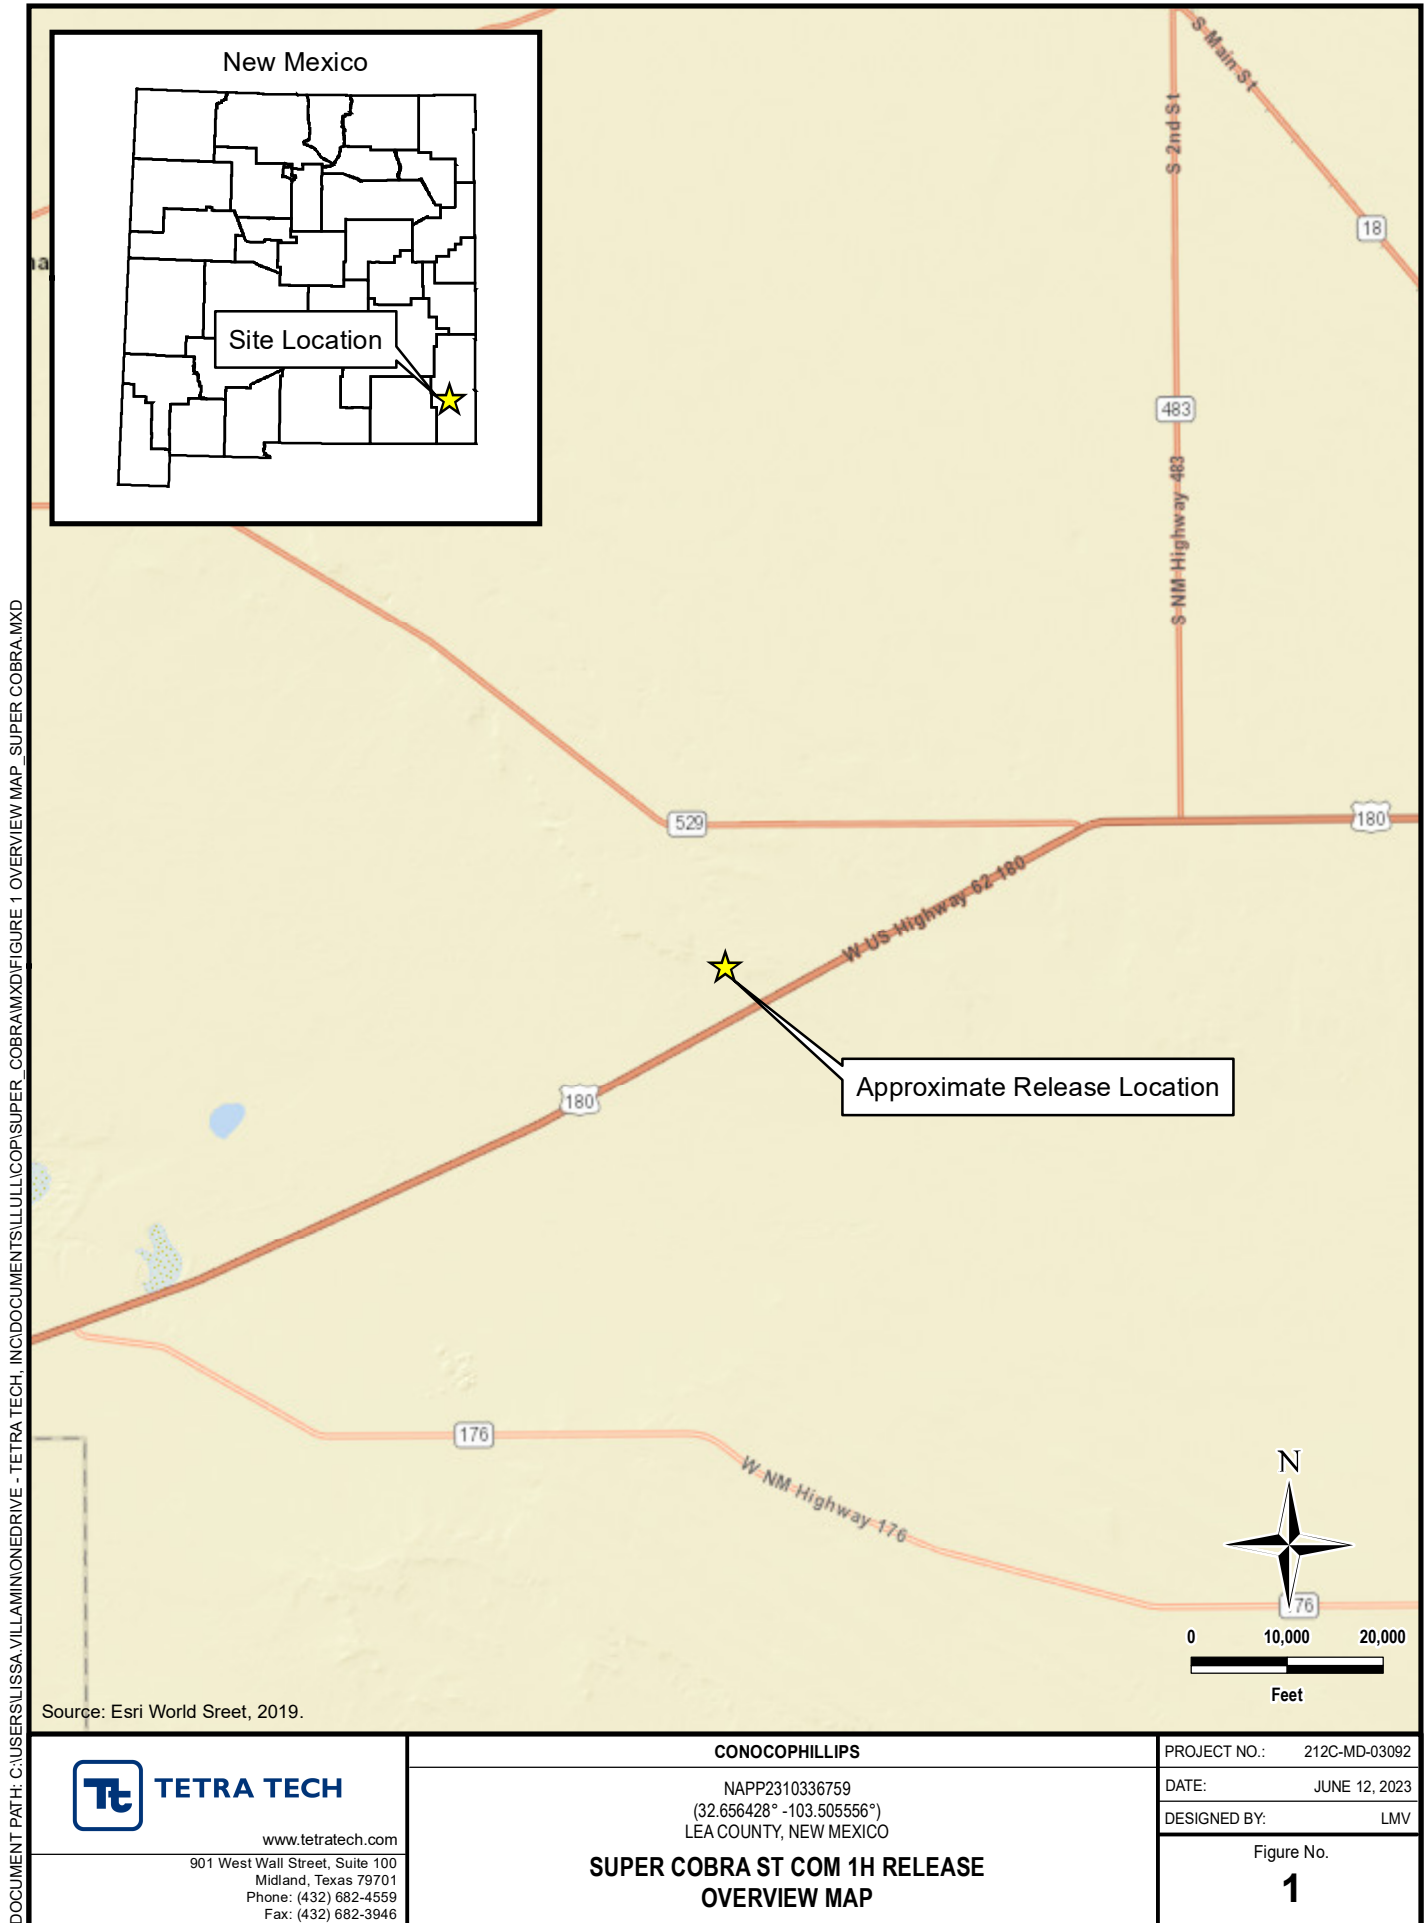 New Mexico
Site Location
S Main St
S 2nd St
18
483
S NM Highway 483
529
180
W US Highway 62 180
Approximate Release Location
180
176
W NM Highway 176
N
76
0 10,000 20,000
Feet
Source: Esri World Sreet, 2019.
DOCUMENT PATH: C:\USERS\LISSA.VILLAMIN\ONEDRIVE - TETRA TECH, INC\DOCUMENTS\LLULL\COP\SUPER_COBRA\MXD\FIGURE 1 OVERVIEW MAP_SUPER COBRA.MXD
Tt TETRA TECH
www.tetratech.com
901 West Wall Street, Suite 100
Midland, Texas 79701
Phone: (432) 682-4559
Fax: (432) 682-3946
CONOCOPHILLIPS
NAPP2310336759
(32.656428° -103.505556°)
LEA COUNTY, NEW MEXICO
SUPER COBRA ST COM 1H RELEASE
OVERVIEW MAP
PROJECT NO.: 212C-MD-03092
DATE: JUNE 12, 2023
DESIGNED BY: LMV
Figure No.
1